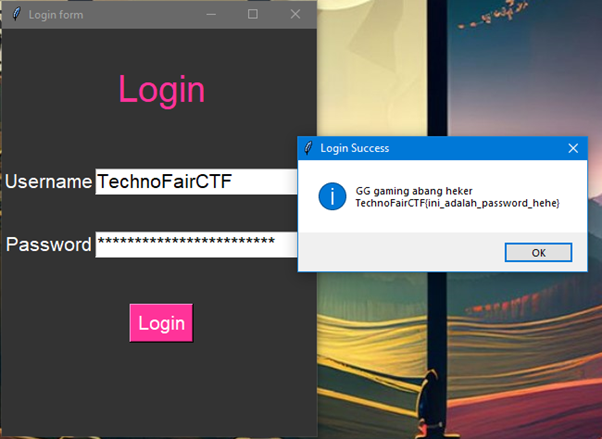 Login form
Login
Username TechnoFairCTF
Password ************************
Login
Login Success
GG gaming abang heker
TechnoFairCTF{ini_adalah_password_hehe}
OK